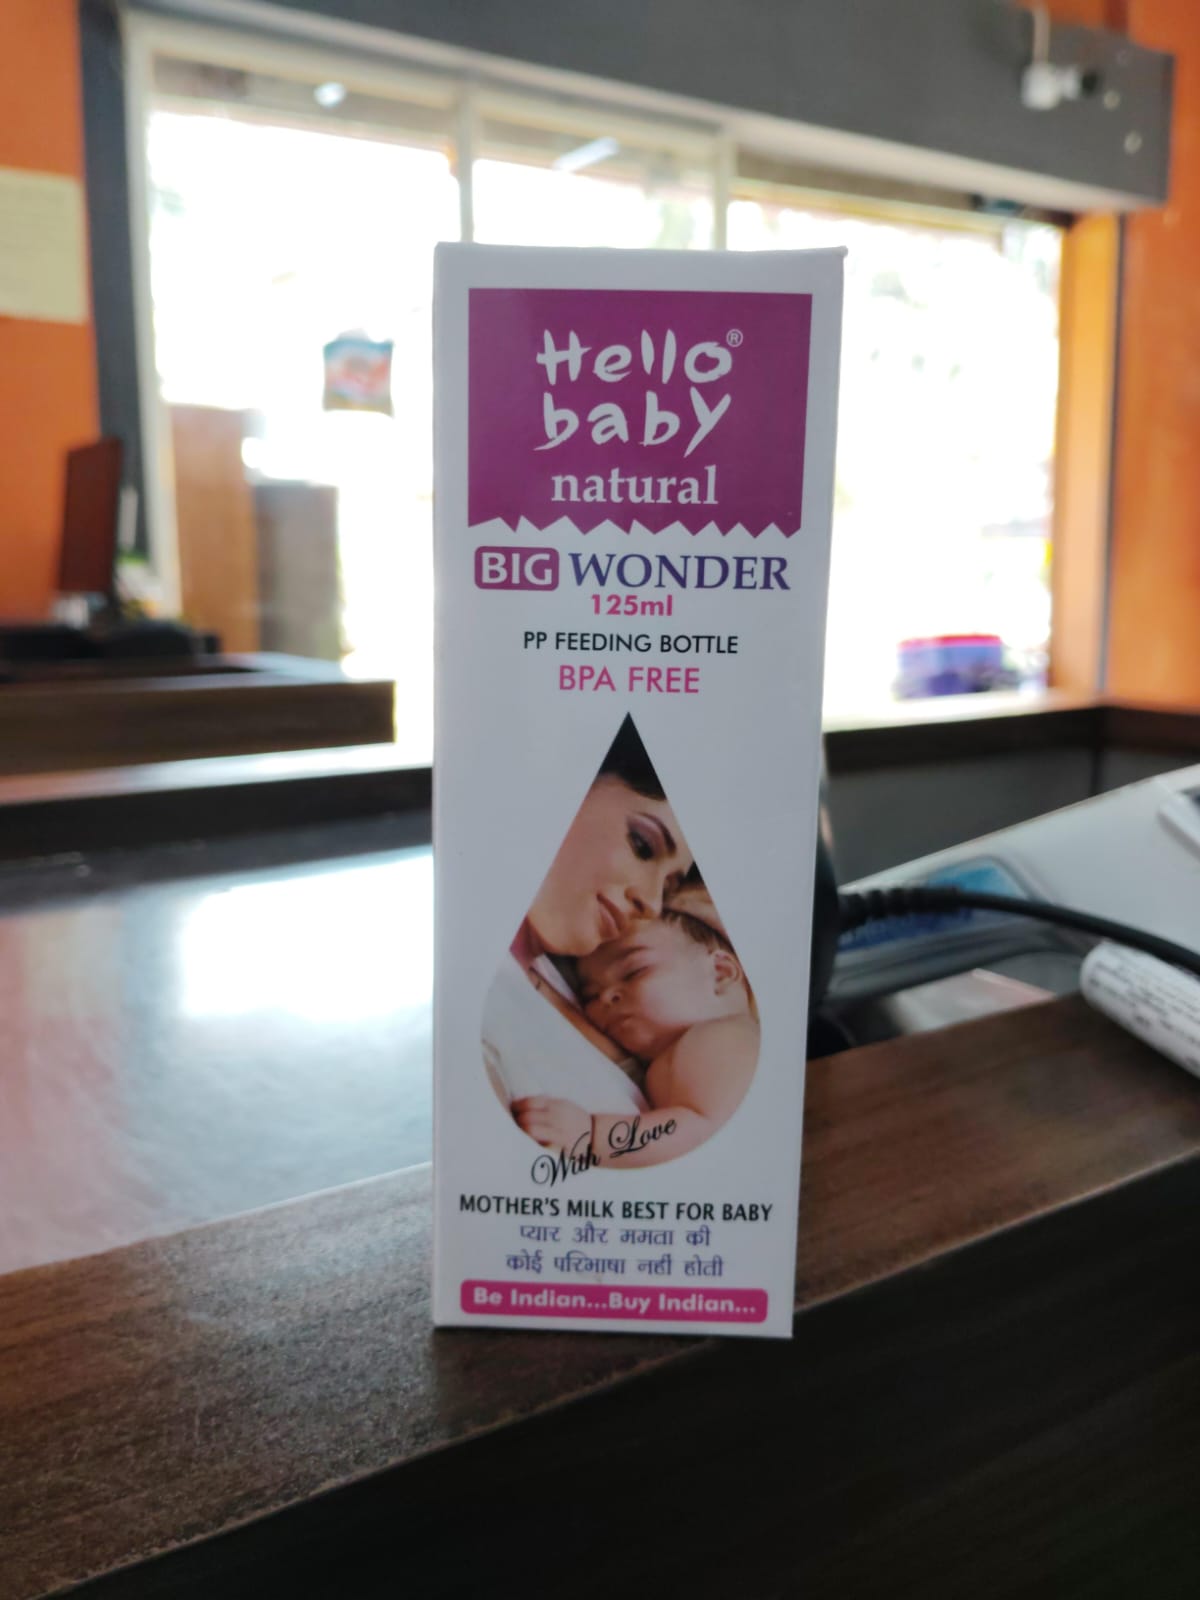 Hello®
baby
natural
BIG WONDER
125ml
PP FEEDING BOTTLE
BPA FREE
With Love
MOTHER'S MILK BEST FOR BABY
प्यार और ममता की
कोई परिभाषा नहीं होती
Be Indian...Buy Indian...